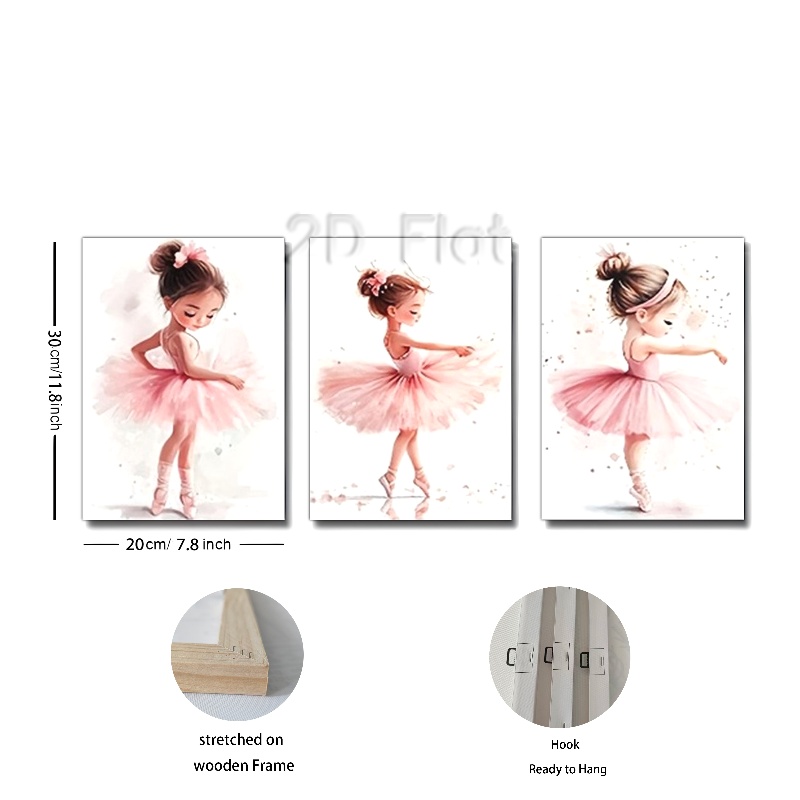 2D Flat
30cm/11.8inch
20cm/ 7.8 inch
stretched on
wooden Frame
Hook
Ready to Hang